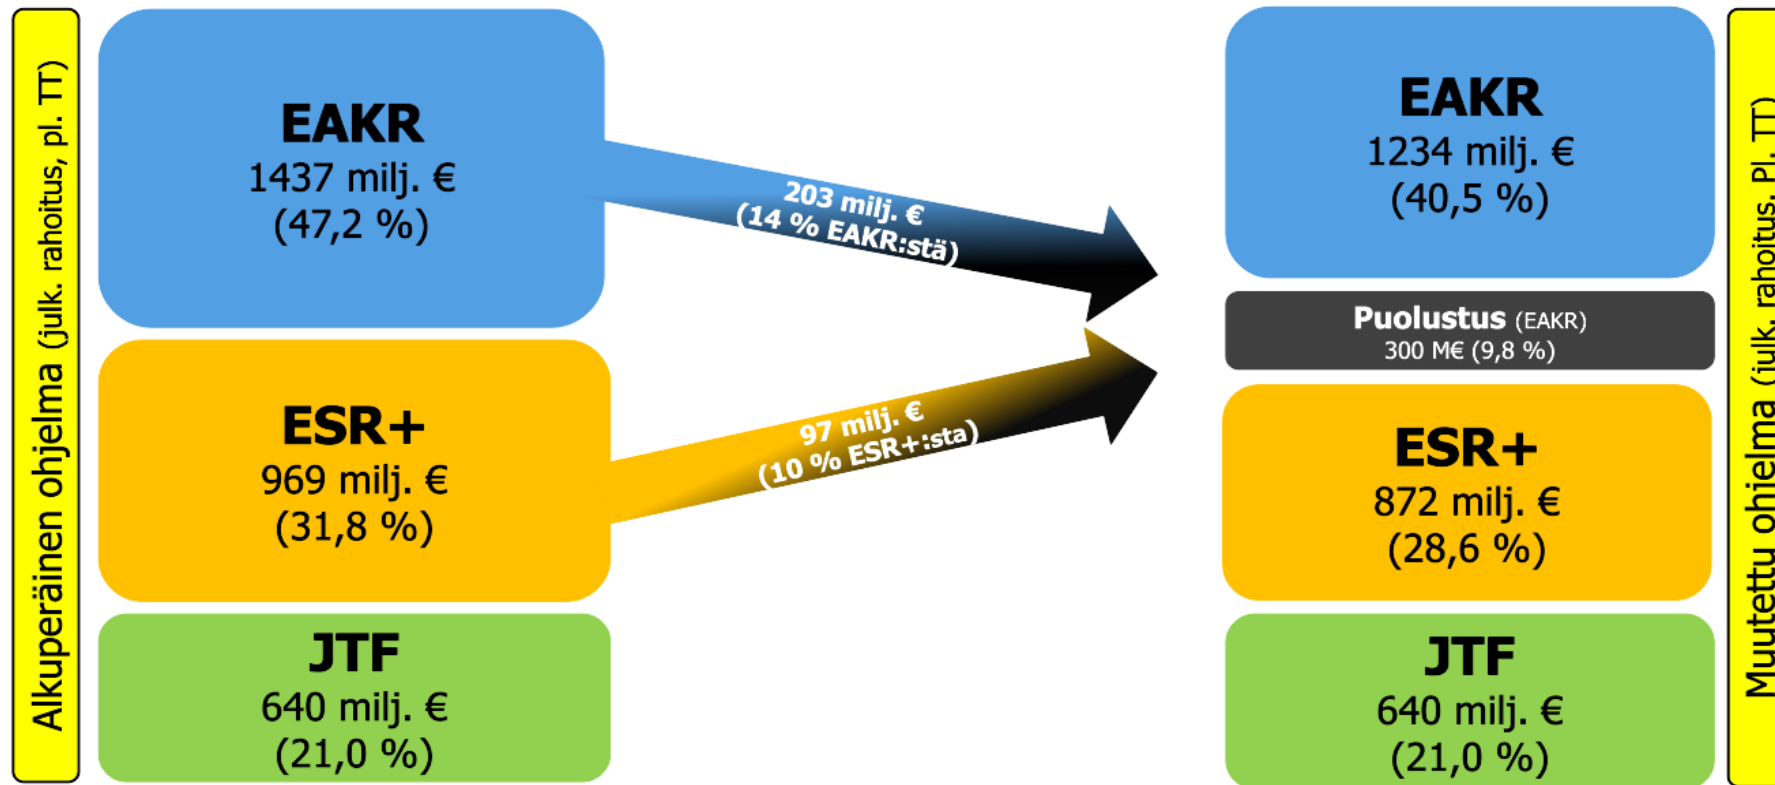 Alkuperäinen ohjelma (julk. rahoitus, pl. TT)
EAKR
1437 milj. €
(47,2 %)
203 milj. €
(14 % EAKR:stä)
ESR+
969 milj. €
(31,8 %)
97 milj. €
(10 % ESR+:sta)
JTF
640 milj. €
(21,0 %)
EAKR
1234 milj. €
(40,5 %)
Puolustus (EAKR)
300 M€ (9,8 %)
ESR+
872 milj. €
(28,6 %)
JTF
640 milj. €
(21,0 %)
Muutettu ohjelma (julk. rahoitus, Pl. TT)